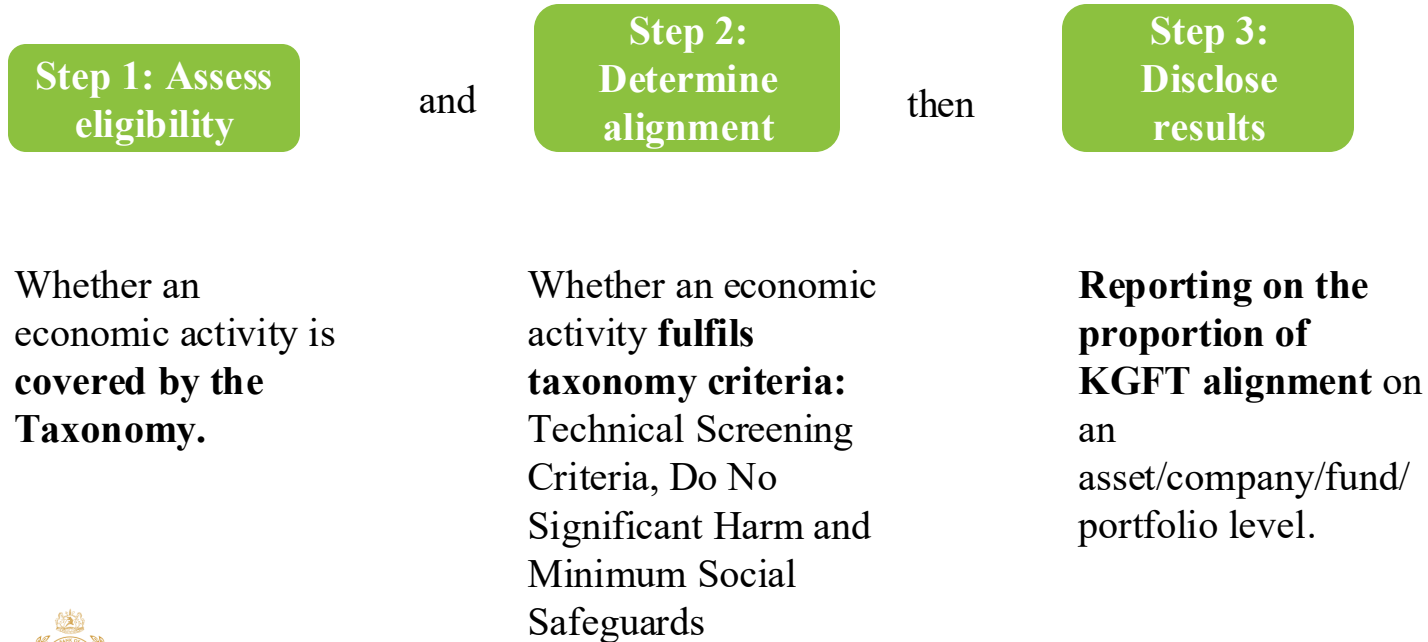 Step 1: Assess
eligibility
and
Step 2:
Determine
alignment
then
Step 3:
Disclose
results
Whether an
economic activity is
covered by the
Taxonomy.
Whether an economic
activity fulfils
taxonomy criteria:
Technical Screening
Criteria, Do No
Significant Harm and
Minimum Social
Safeguards
Reporting on the
proportion of
KGFT alignment on
an
asset/company/fund/
portfolio level.